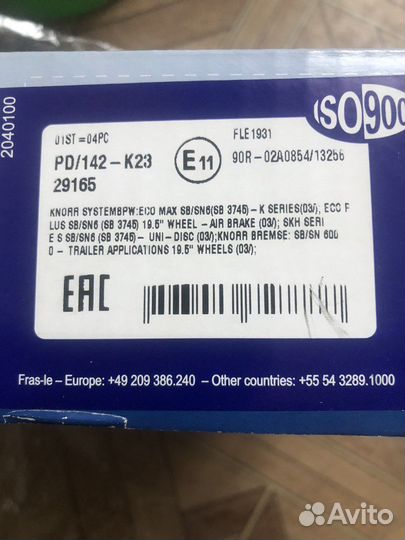 2040100
ISO900
01ST=04PC
FLE1931
PD/142-K23
E11
90R-02A0854/13256
29165
KNORR SYSTEMBPW:ECO MAX SB/SN6(SB 3745) - K SERIES(03/); ECO P
LUS SB/SN6 (SB 3745) 19.5" WHEEL - AIR BRAKE (03/); SKH SERI
E S SB/SN6 (SB 3745) - UNI-DISC (03/);KNORR BREMSE: SB/SN 600
0 - TRAILER APPLICATIONS 19.5" WHEELS (03/);
EAC
Fras-le – Europe: +49 209 386.240 – Other countries: +55 54 3289.1000
Avito